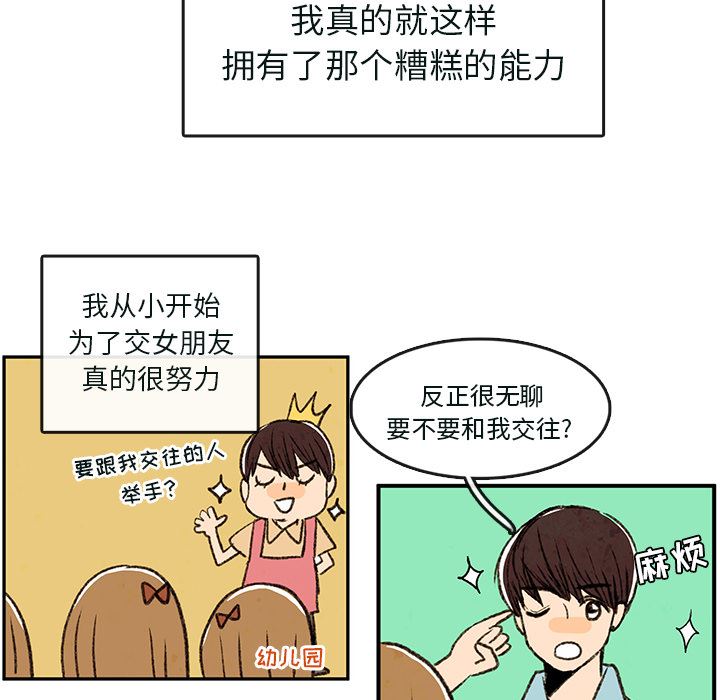 我真的就这样
拥有了那个糟糕的能力
我从小开始
为了交女朋友
真的很努力
要跟我交往的人
举手?
幼儿园
反正很无聊
要不要和我交往?
麻烦